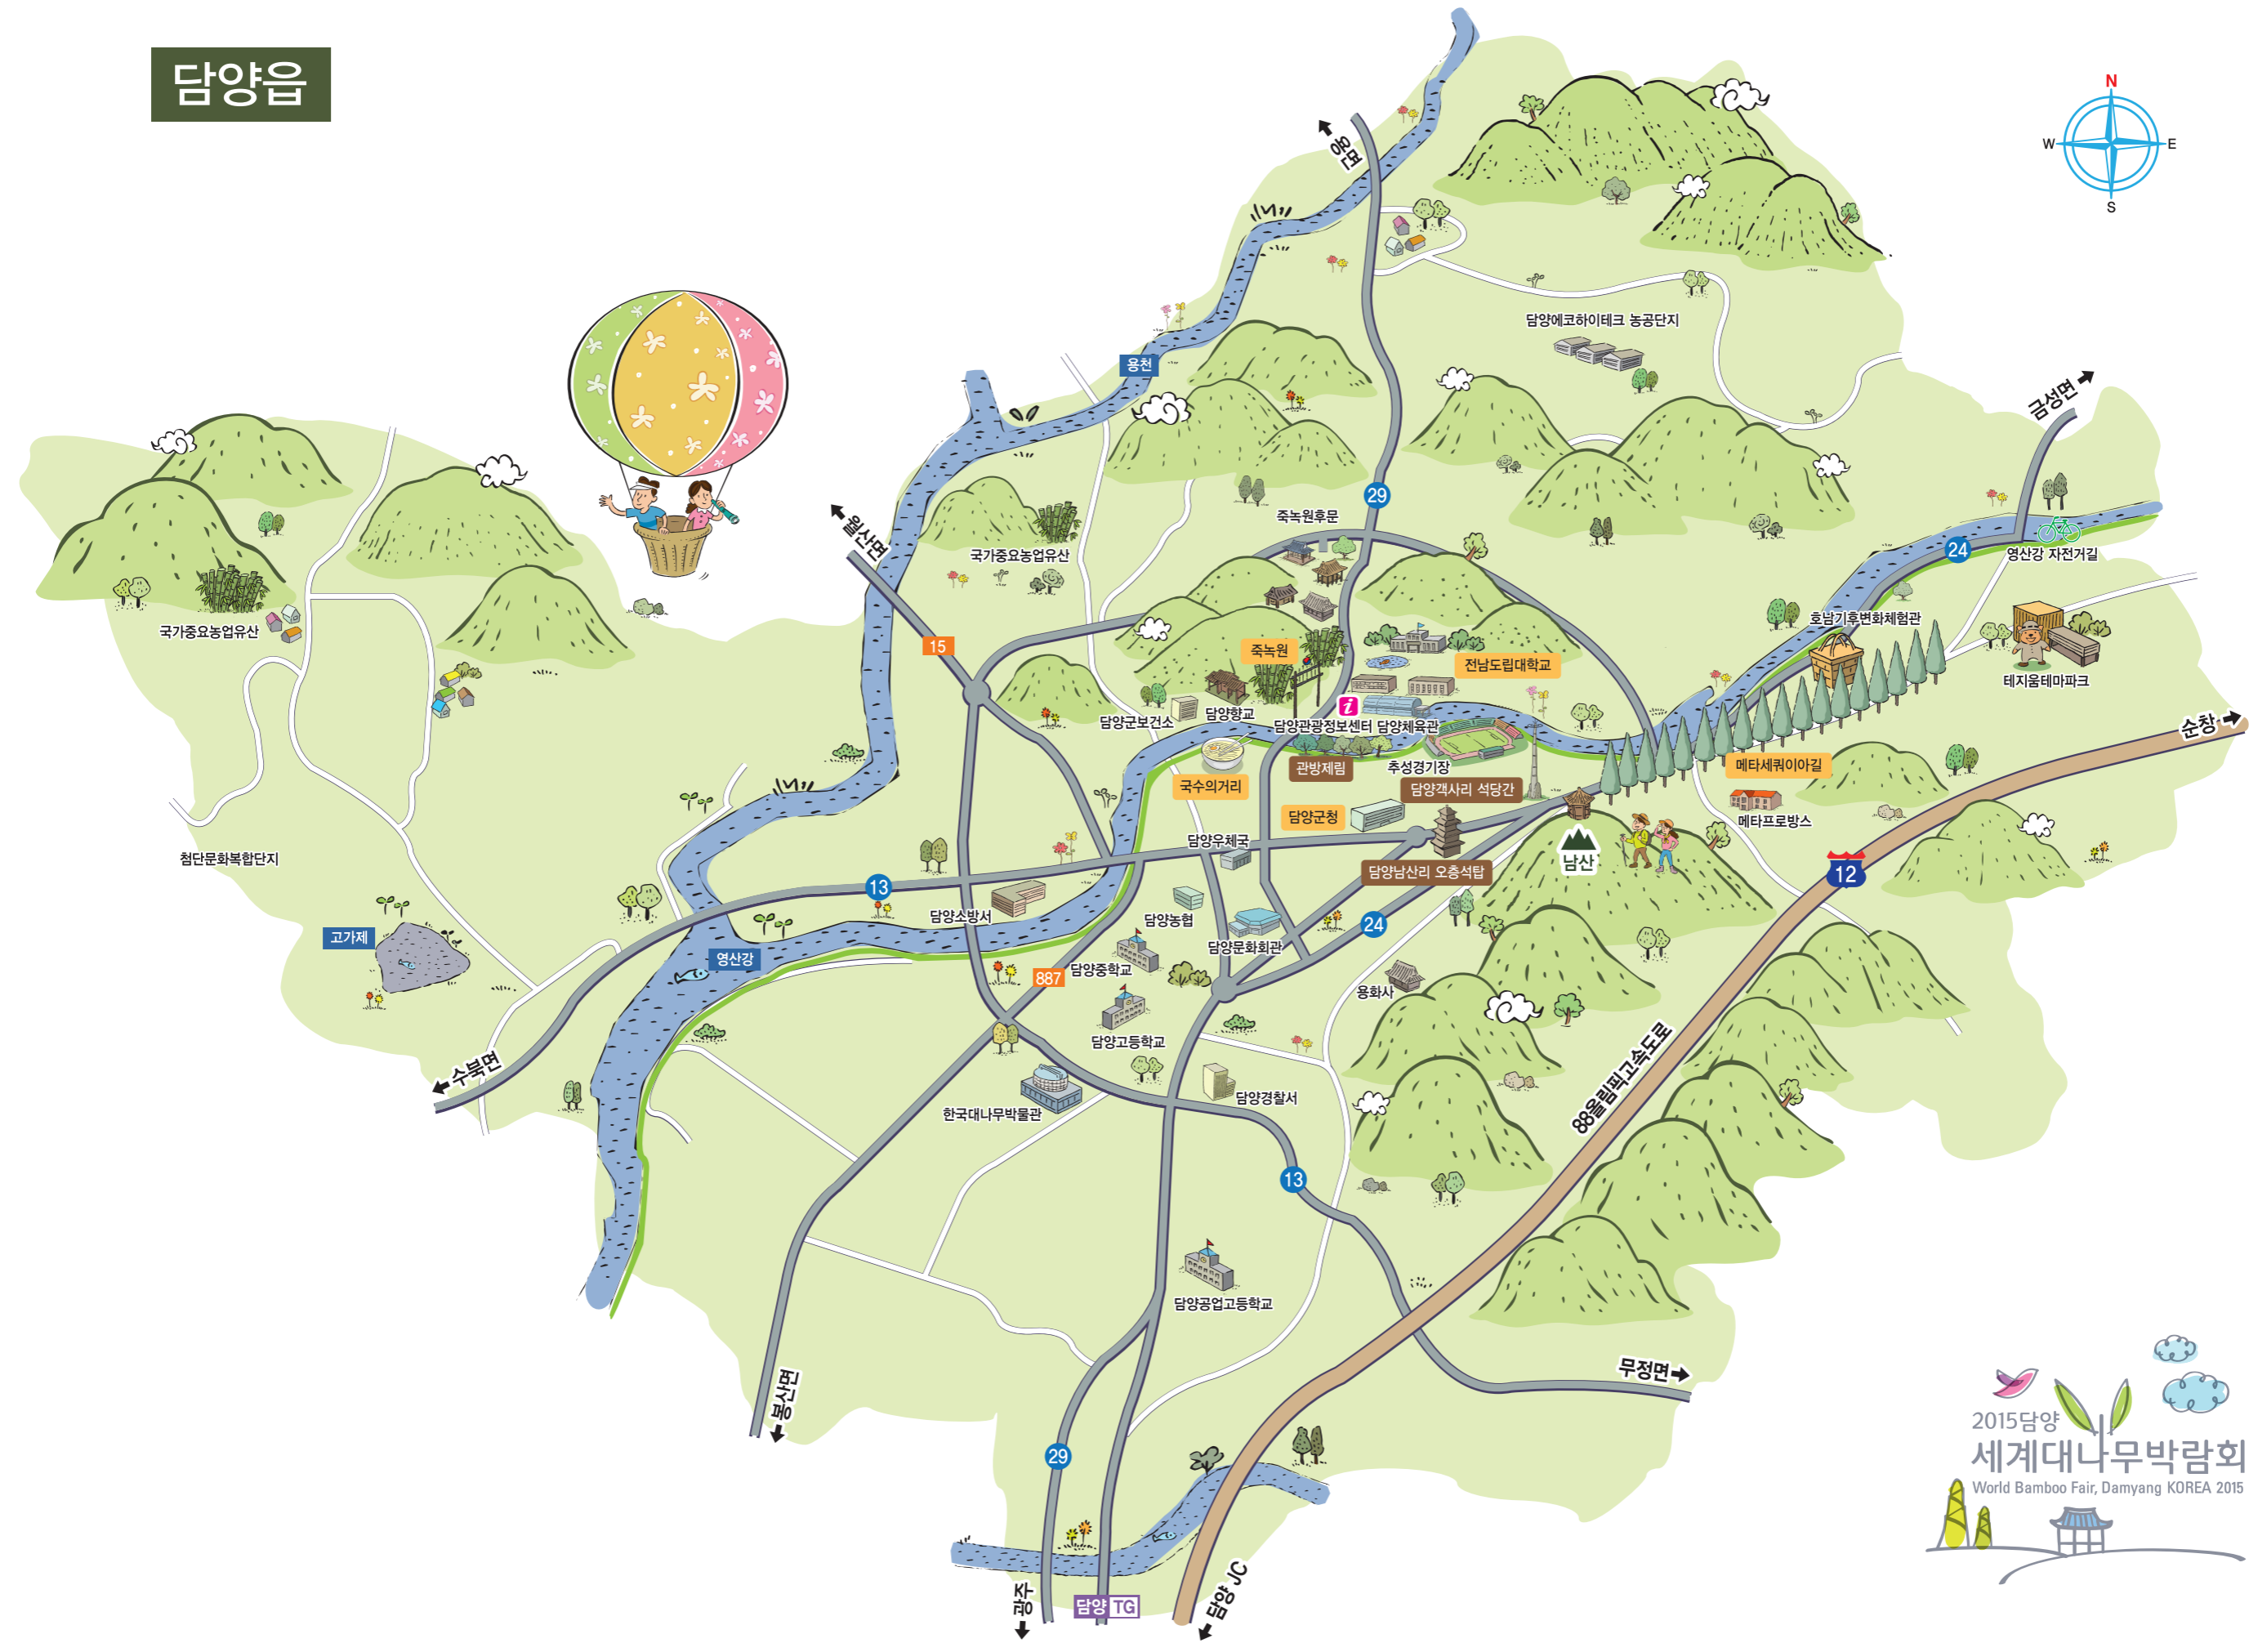 담양읍
N
W
E
S
용면
용천
담양에코하이테크 농공단지
금성면
29
죽녹원후문
월산면
국가중요농업유산
24
영산강 자전거길
국가중요농업유산
15
호남기후변화체험관
죽녹원
전남도립대학교
테지움테마파크
담양군보건소
담양향교
i
담양관광정보센터
담양체육관
순창
관방제림
추성경기장
메타세쿼이아길
국수의거리
담양객사리 석당간
담양군청
메타프로방스
담양우체국
남산
첨단문화복합단지
담양남산리 오층석탑
12
13
담양소방서
담양농협
24
고가제
담양문화회관
영산강
887
담양중학교
용화사
담양고등학교
수북면
88올림픽고속도로
한국대나무박물관
담양경찰서
13
담양공업고등학교
무정면
봉산면
29
광주
담양 TG
담양 JC
2015담양
세계대나무박람회
World Bamboo Fair, Damyang KOREA 2015